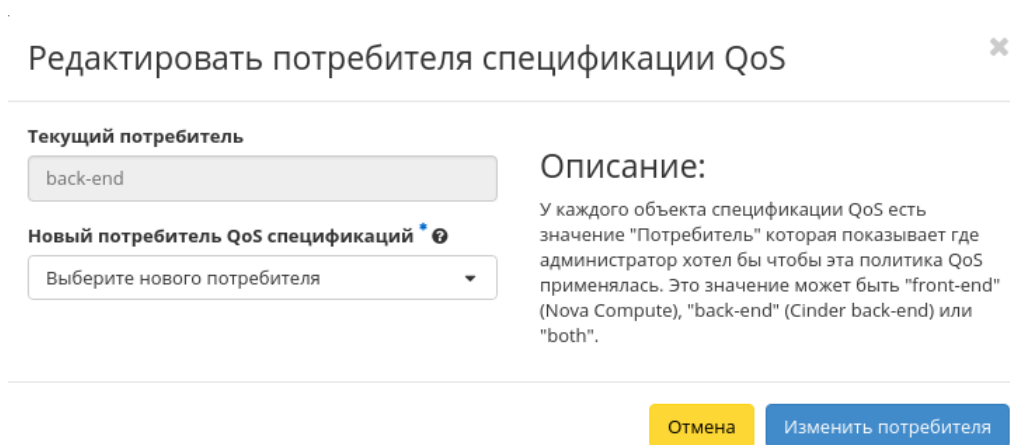 Редактировать потребителя спецификации QoS
×
Текущий потребитель
back-end
Новый потребитель QoS спецификаций *
Выберите нового потребителя
Описание:
У каждого объекта спецификации QoS есть
значение "Потребитель" которая показывает где
администратор хотел бы чтобы эта политика QoS
применялась. Это значение может быть "front-end"
(Nova Compute), "back-end" (Cinder back-end) или
"both".
Отмена
Изменить потребителя